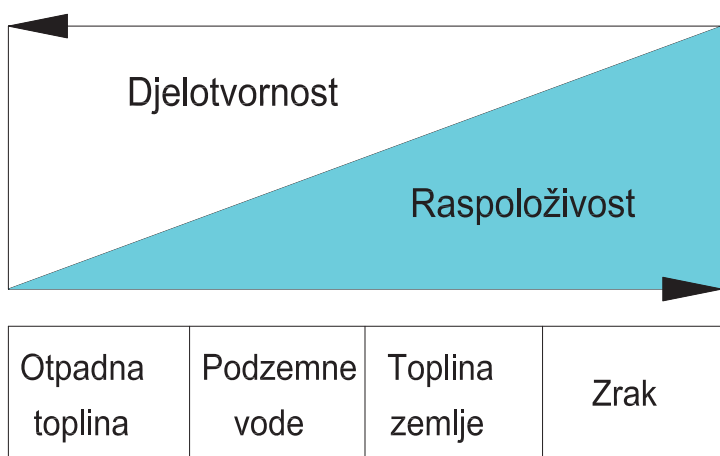 Djelotvornost
Raspoloživost
Otpadna
toplina
Podzemne
vode
Toplina
zemlje
Zrak